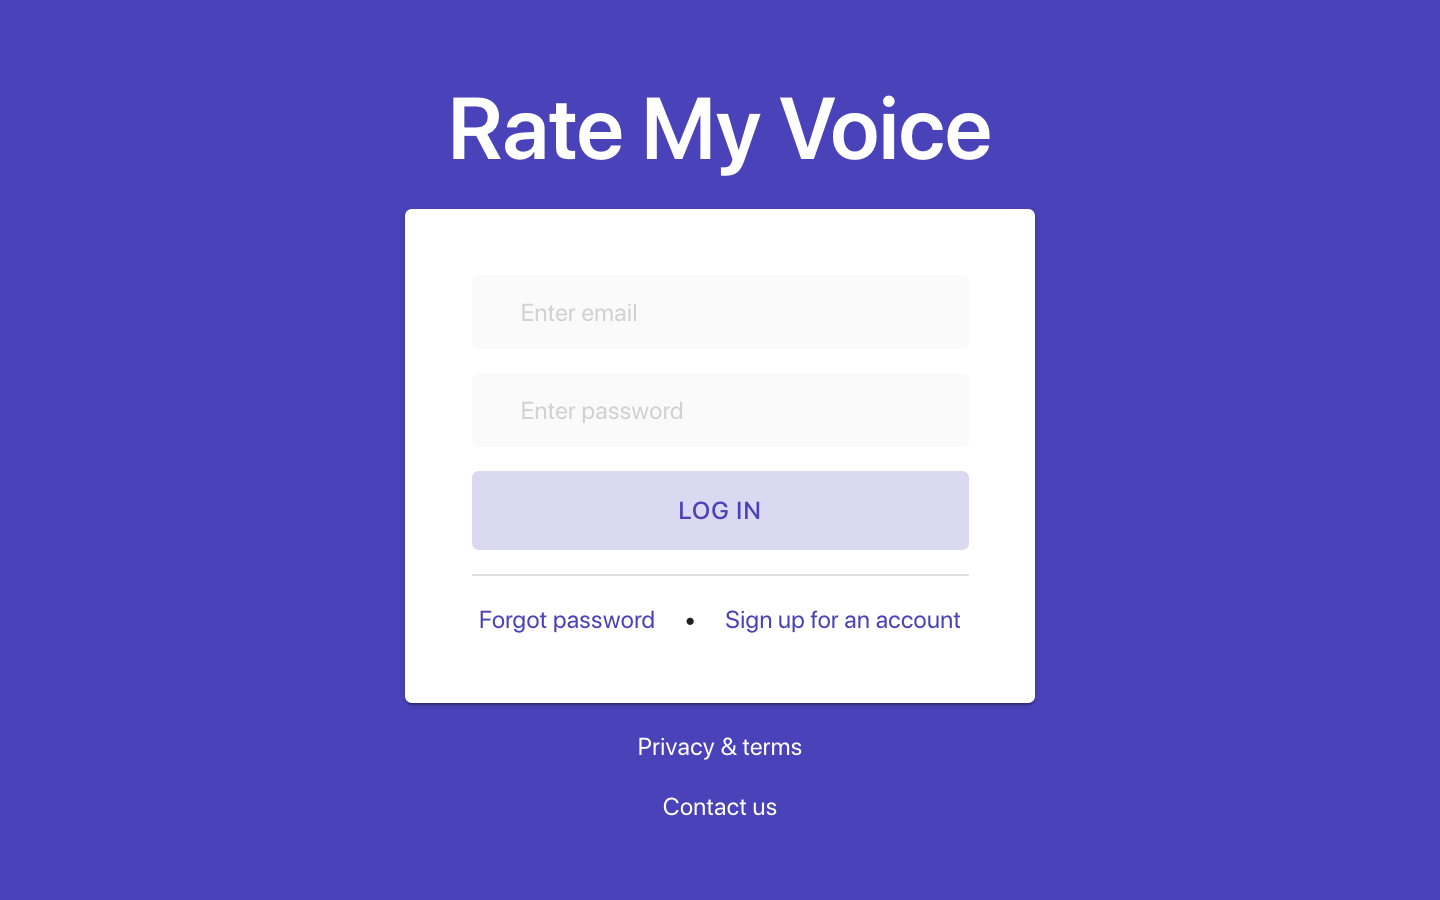 Rate My Voice
Enter email
Enter password
LOG IN
Forgot password • Sign up for an account
Privacy & terms
Contact us